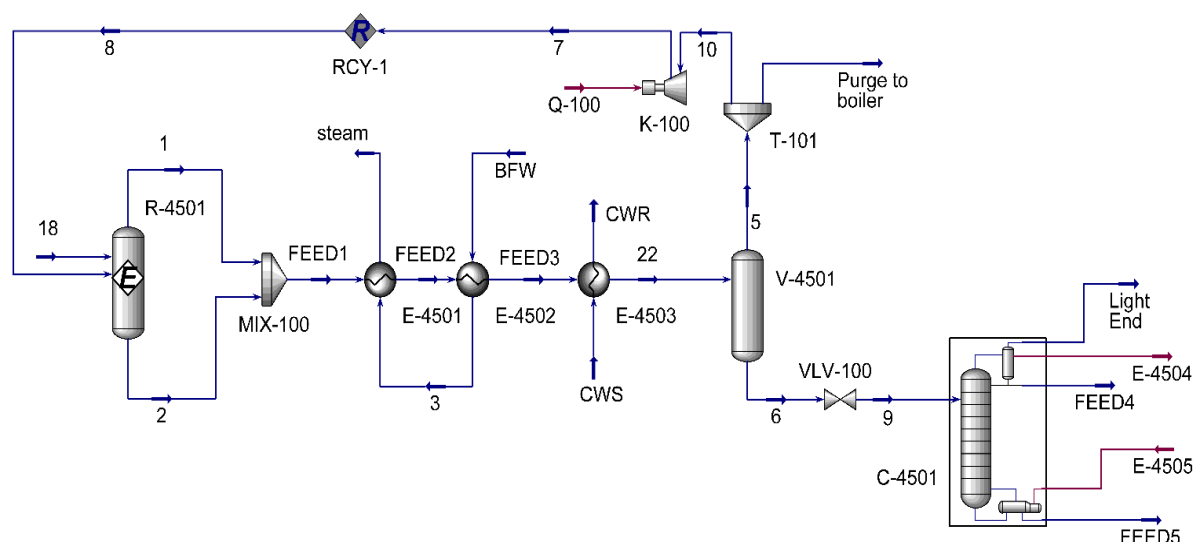 8
R
7
10
RCY-1
Q-100
K-100
Purge to
boiler
T-101
steam
1
BFW
R-4501
18
CWR
5
FEED1
FEED2
FEED3
22
V-4501
E
MIX-100
E-4501
E-4502
E-4503
Light
End
VLV-100
E-4504
2
3
CWS
6
9
FEED4
C-4501
E-4505
FEED5